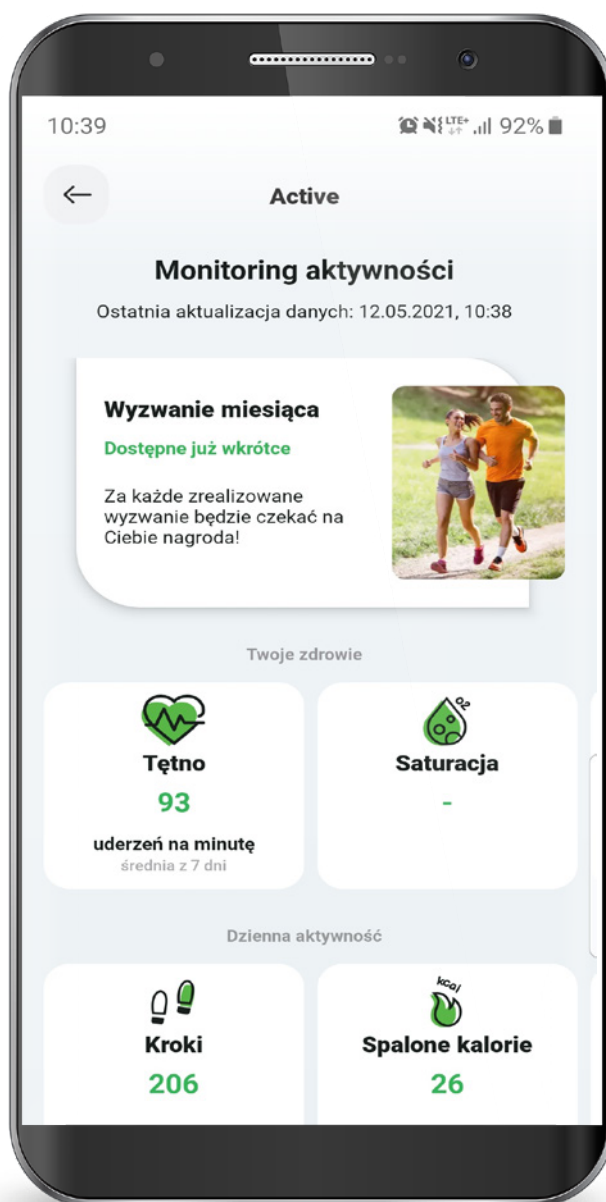 10:39
LTE+ 92%
Active
Monitoring aktywności
Ostatnia aktualizacja danych: 12.05.2021, 10:38
Wyzwanie miesiąca
Dostępne już wkrótce
Za każde zrealizowane
wyzwanie będzie czekać na
Ciebie nagroda!
Twoje zdrowie
O2
Tętno
Saturacja
93
-
uderzeń na minutę
średnia z 7 dni
Dzienna aktywność
kcal
Kroki
Spalone kalorie
206
26